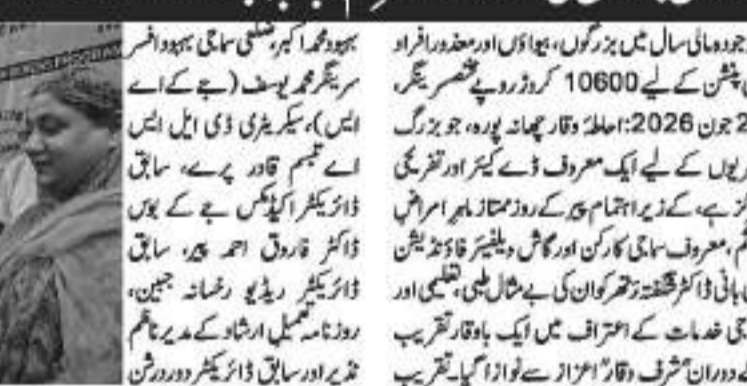 جودہ مالی سال میں بزرگوں، بیواؤں اور معذور افراد
پنشن کے لیے 10600 کروڑ روپے مختصر سرینگر،
2 جون 2026: احاطۂ وقار چھانہ پورہ، جو بزرگ
ریوں کے لیے ایک معروف ڈے کیئر اور تفریحی
ز ہے، کے زیر اہتمام پیر کے روز ممتاز ماہر امراضِ
م، معروف سماجی کارکن اور گاش ویلفیئر فاؤنڈیشن
بانی ڈاکٹر شگفتہ زتھر کو ان کی بے مثال طبی، تعلیمی اور
جی خدمات کے اعتراف میں ایک باوقار تقریب
ے دوران "شرف وقار" اعزاز سے نوازا گیا۔ تقریب
بہبود محمد اکبر، ضلعی سماجی بہبود افسر
سرینگر محمد یوسف (جے کے اے
ایس)، سیکریٹری ڈی ایل ایس
اے تبسم قادر پرے، سابق
ڈائریکٹر اکیڈمکس جے کے بوس
ڈاکٹر فاروق احمد پیر، سابق
ڈائریکٹر ریڈیو رخسانہ جبین،
روزنامہ تعمیل ارشاد کے مدیر ناظم
نذیر اور سابق ڈائریکٹر دوردرشن
PROGRAM